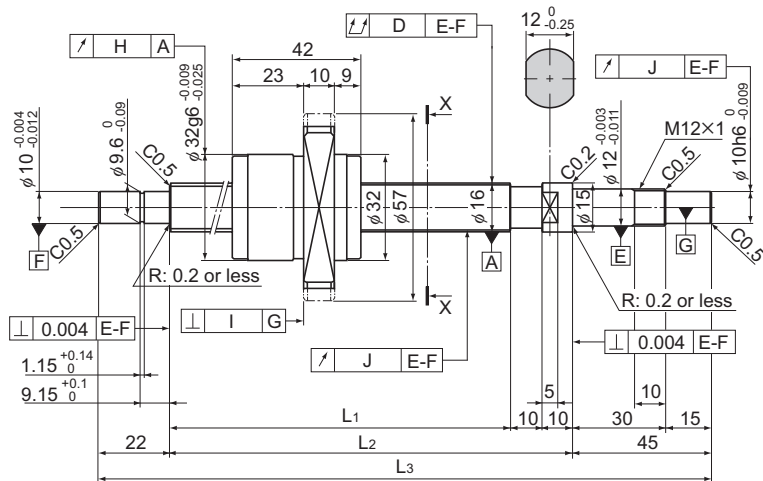 12 0 -0.25
H A
D E-F
J E-F
42
23 10 9
X
M12×1
φ10 -0.004 -0.012
φ9.6 0 -0.09
C0.5
φ32g6 -0.009 -0.025
C0.2
φ12 -0.003 -0.011
C0.5
φ10h6 0 -0.009
φ32
φ57
φ16
φ15
F
C0.5
A
E
G
C0.5
R: 0.2 or less
X
R: 0.2 or less
⊥ 0.004 E-F
⊥ I G
⊥ 0.004 E-F
J E-F
1.15 +0.14 0
9.15 +0.1 0
5
10
L1
10 10 30 15
22 L2 45
L3